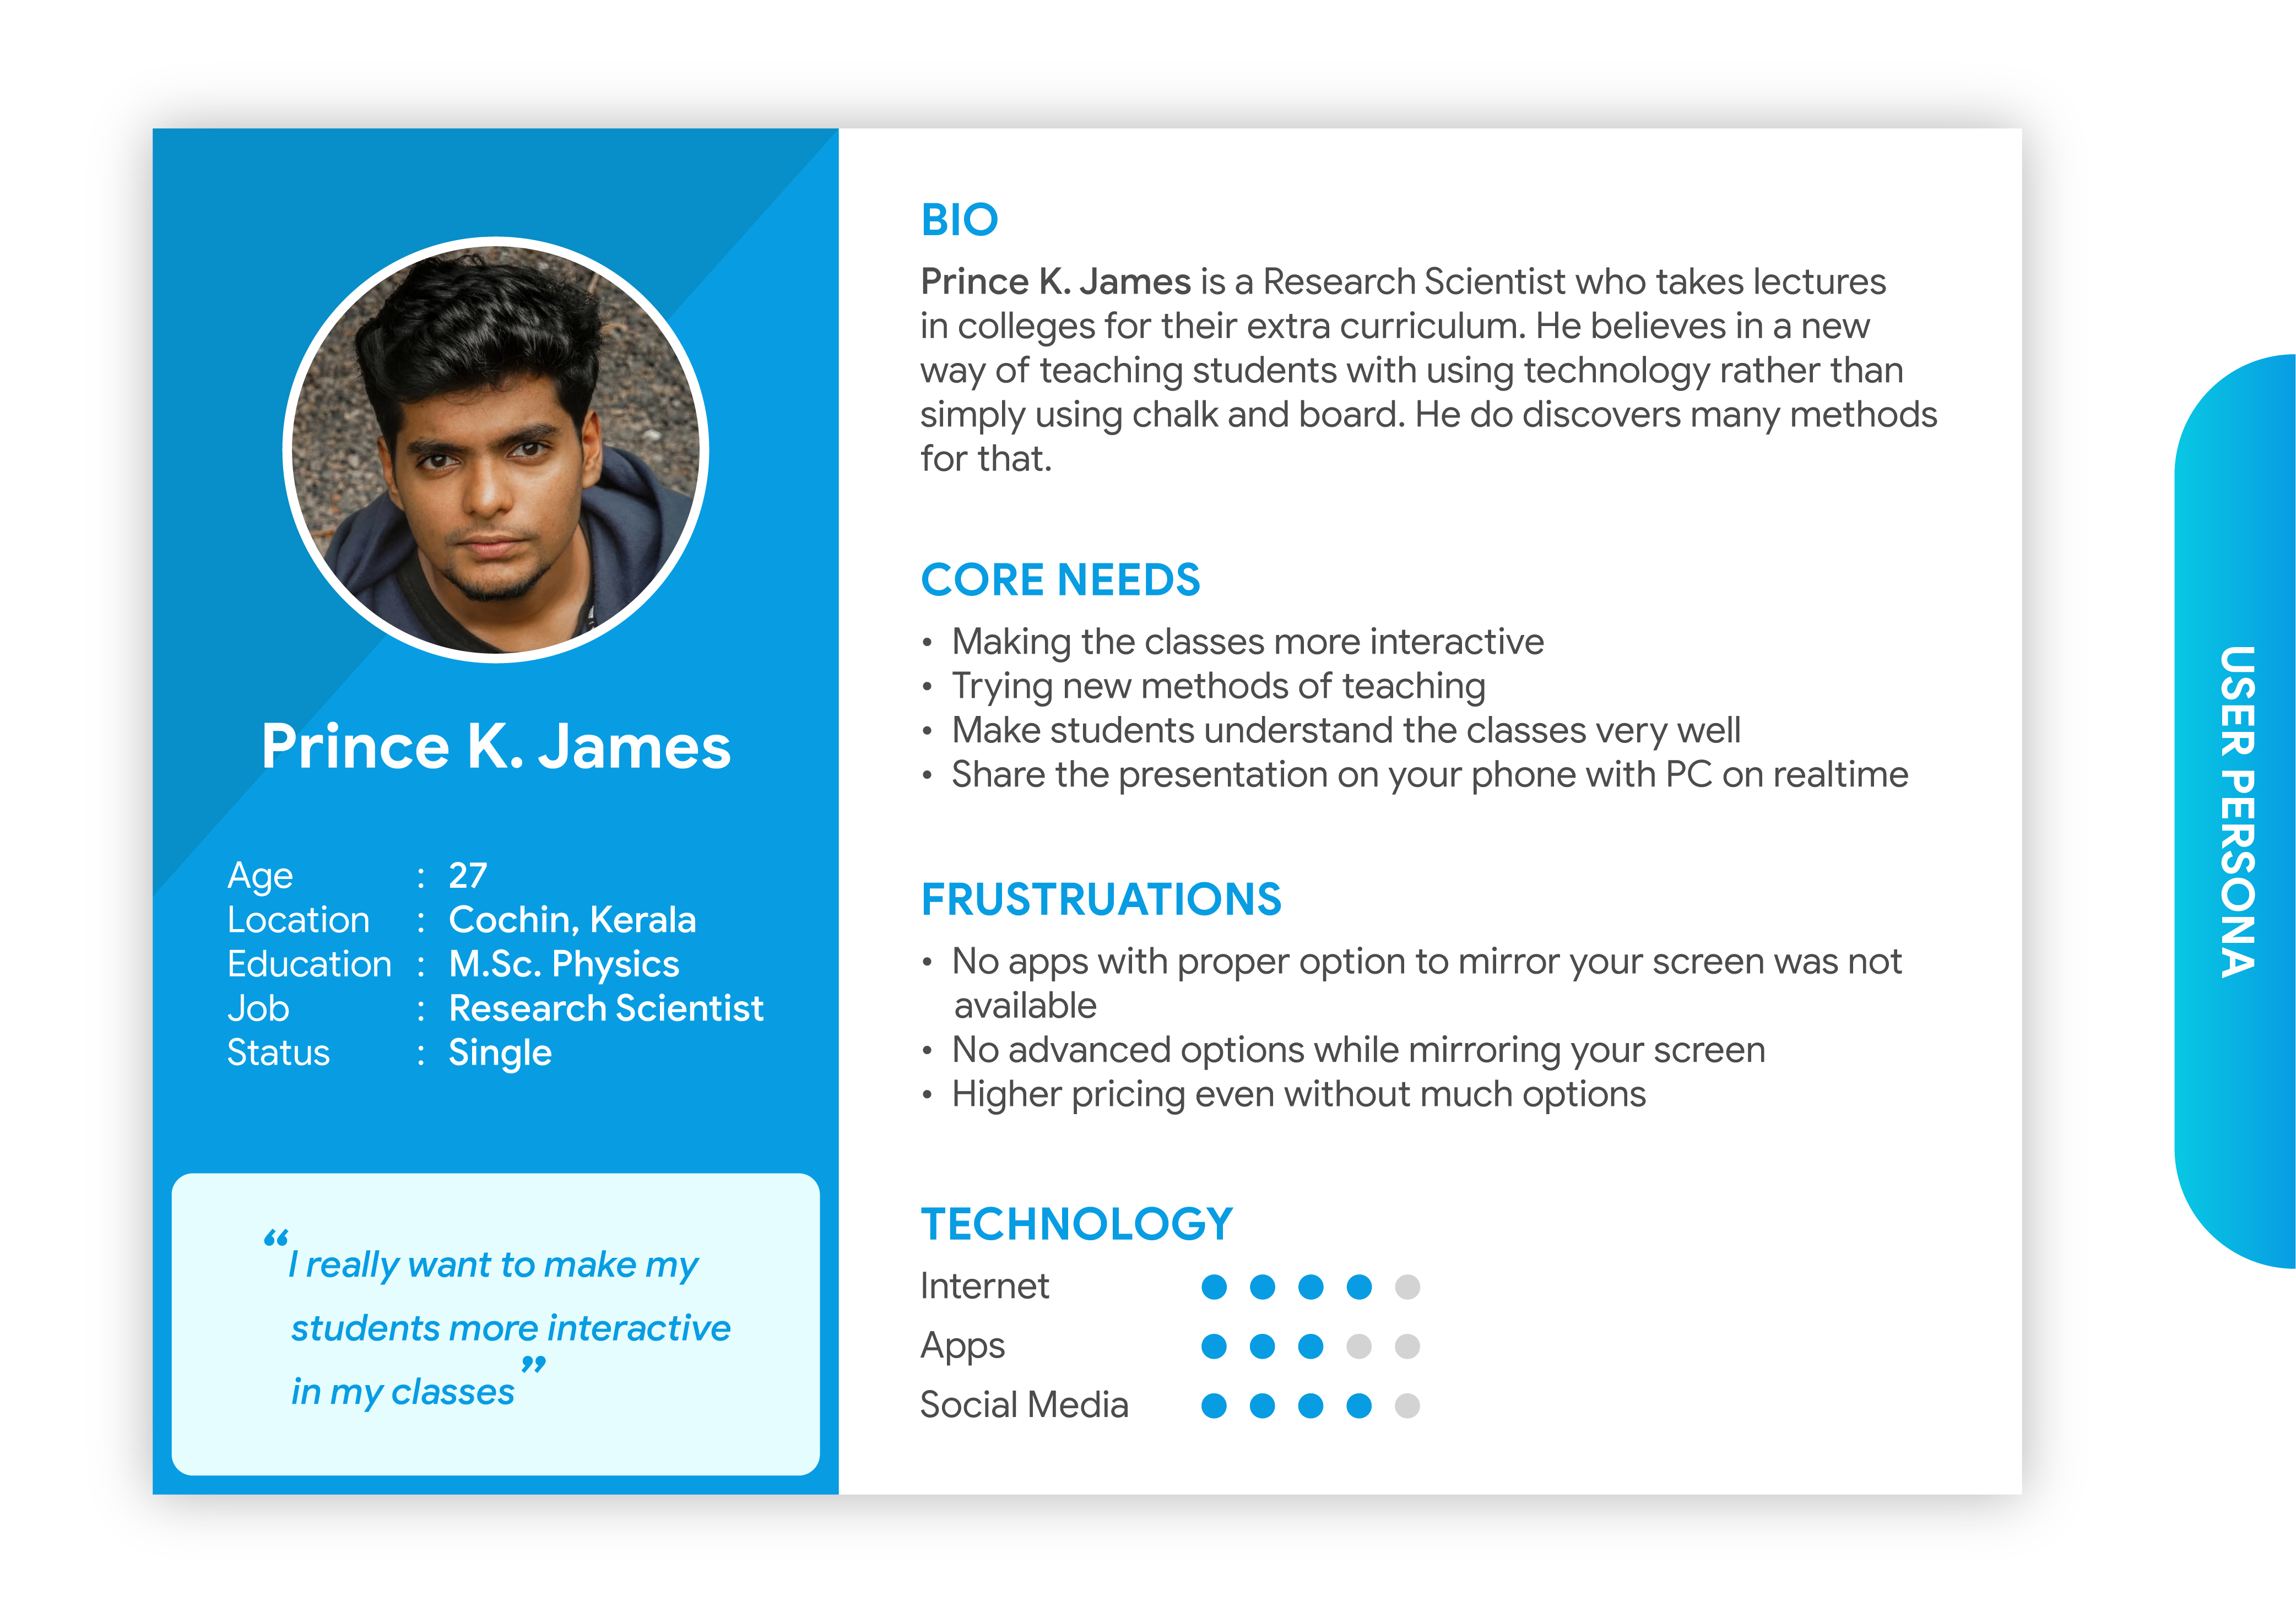 Prince K. James
Age : 27
Location : Cochin, Kerala
Education : M.Sc. Physics
Job : Research Scientist
Status : Single
“I really want to make my
students more interactive
in my classes”
BIO
Prince K. James is a Research Scientist who takes lectures
in colleges for their extra curriculum. He believes in a new
way of teaching students with using technology rather than
simply using chalk and board. He do discovers many methods
for that.
CORE NEEDS
• Making the classes more interactive
• Trying new methods of teaching
• Make students understand the classes very well
• Share the presentation on your phone with PC on realtime
FRUSTRUATIONS
• No apps with proper option to mirror your screen was not
available
• No advanced options while mirroring your screen
• Higher pricing even without much options
TECHNOLOGY
Internet
Apps
Social Media
USER PERSONA